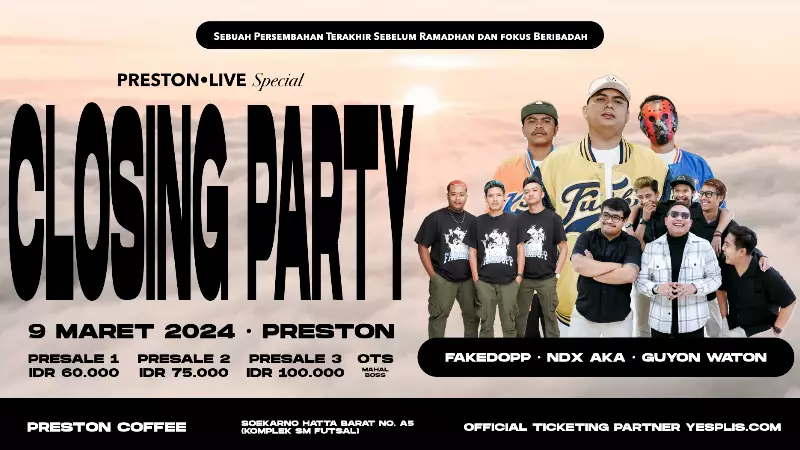 SEBUAH PERSEMBAHAN TERAKHIR SEBELUM RAMADHAN DAN FOKUS BERIBADAH
PRESTON•LIVE Special
CLOSING PARTY
9 MARET 2024 · PRESTON
PRESALE 1 PRESALE 2 PRESALE 3 OTS
IDR 60.000 IDR 75.000 IDR 100.000 MAHAL BOSS
FAKEDOPP · NDX AKA · GUYON WATON
PRESTON COFFEE
SOEKARNO HATTA BARAT NO. A5
(KOMPLEK SM FUTSAL)
OFFICIAL TICKETING PARTNER YESPLIS.COM